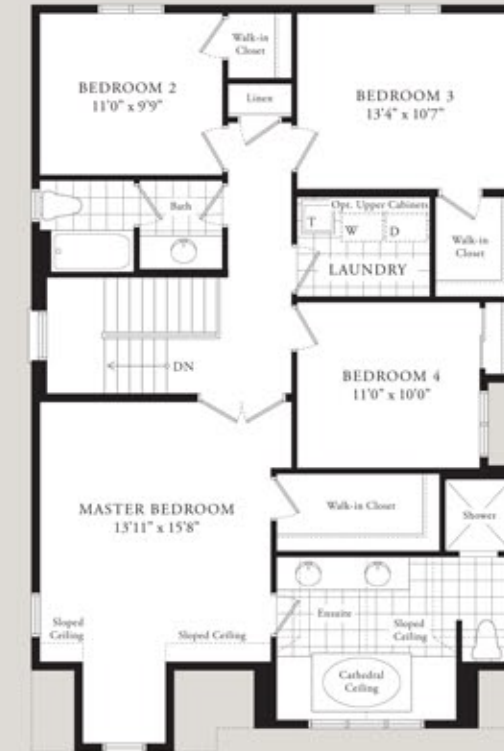 Walk-in
Closet
BEDROOM 2
11'0" x 9'9"
Linen
BEDROOM 3
13'4" x 10'7"
Bath
Opt. Upper Cabinets
T
W
D
LAUNDRY
Walk-in
Closet
DN
BEDROOM 4
11'0" x 10'0"
MASTER BEDROOM
13'11" x 15'8"
Walk-in Closet
Shower
Ensuite
Sloped
Ceiling
Sloped Ceiling
Sloped
Ceiling
Cathedral
Ceiling